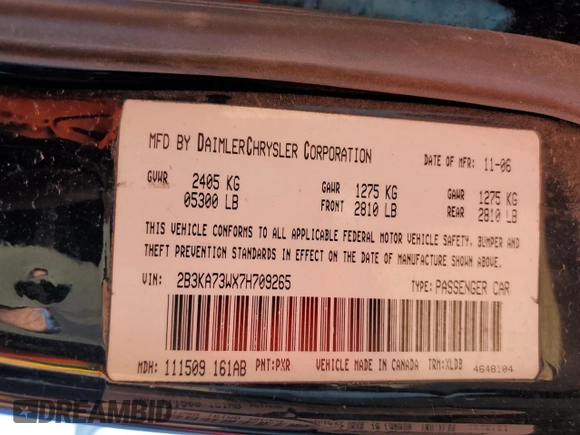 MFD BY DAIMLERCHRYSLER CORPORATION
DATE OF MFR: 11-06
GVWR 2405 KG
05300 LB
GAWR FRONT 1275 KG
2810 LB
GAWR REAR 1275 KG
2810 LB
THIS VEHICLE CONFORMS TO ALL APPLICABLE FEDERAL MOTOR VEHICLE SAFETY, BUMPER AND
THEFT PREVENTION STANDARDS IN EFFECT ON THE DATE OF MANUFACTURE SHOWN ABOVE.
VIN: 2B3KA73WX7H709265 TYPE: PASSENGER CAR
MDH: 111509 161AB PNT: PXR VEHICLE MADE IN CANADA TRM: XLDB
4648104
DREAMBID